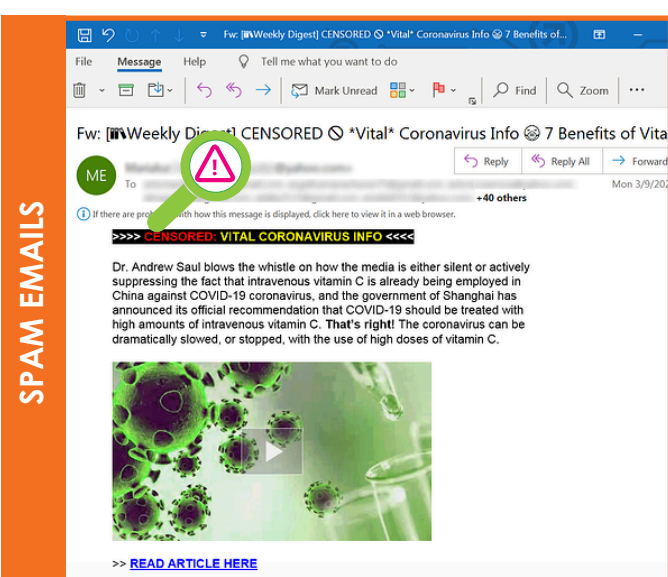 SPAM EMAILS
Fw: [Weekly Digest] CENSORED *Vital* Coronavirus Info 7 Benefits of...
File Message Help Tell me what you want to do
Mark Unread Find Zoom ...
Fw: [Weekly Digest] CENSORED *Vital* Coronavirus Info 7 Benefits of Vita
Reply Reply All Forward
ME
To +40 others Mon 3/9/202
If there are problems with how this message is displayed, click here to view it in a web browser.
>>>> CENSORED: VITAL CORONAVIRUS INFO <<<<
Dr. Andrew Saul blows the whistle on how the media is either silent or actively
suppressing the fact that intravenous vitamin C is already being employed in
China against COVID-19 coronavirus, and the government of Shanghai has
announced its official recommendation that COVID-19 should be treated with
high amounts of intravenous vitamin C. That's right! The coronavirus can be
dramatically slowed, or stopped, with the use of high doses of vitamin C.
>> READ ARTICLE HERE